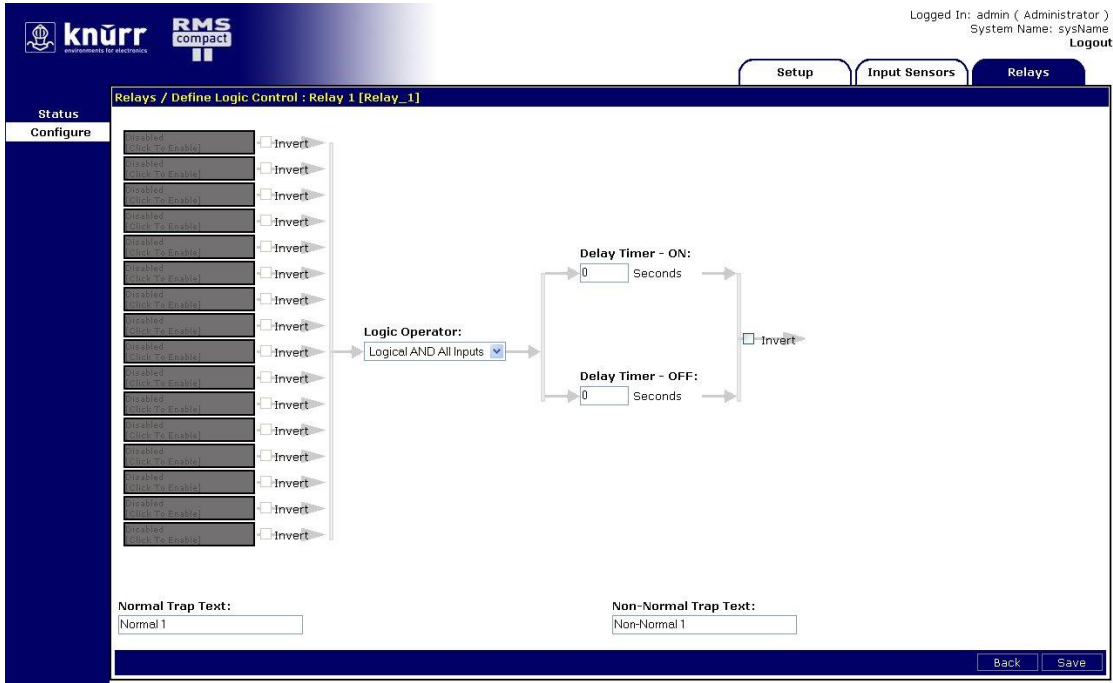 Logged In: admin ( Administrator )
System Name: sysName
Logout
knürr
environments for electronics
RMS
compact
Setup
Input Sensors
Relays
Relays / Define Logic Control : Relay 1 [Relay_1]
Status
Configure
Disabled
[Click To Enable]
Invert
Disabled
[Click To Enable]
Invert
Disabled
[Click To Enable]
Invert
Disabled
[Click To Enable]
Invert
Disabled
[Click To Enable]
Invert
Disabled
[Click To Enable]
Invert
Disabled
[Click To Enable]
Invert
Disabled
[Click To Enable]
Invert
Disabled
[Click To Enable]
Invert
Disabled
[Click To Enable]
Invert
Disabled
[Click To Enable]
Invert
Disabled
[Click To Enable]
Invert
Disabled
[Click To Enable]
Invert
Disabled
[Click To Enable]
Invert
Disabled
[Click To Enable]
Invert
Disabled
[Click To Enable]
Invert
Logic Operator:
Logical AND All Inputs
Delay Timer - ON:
0 Seconds
Delay Timer - OFF:
0 Seconds
Invert
Normal Trap Text:
Normal 1
Non-Normal Trap Text:
Non-Normal 1
Back
Save